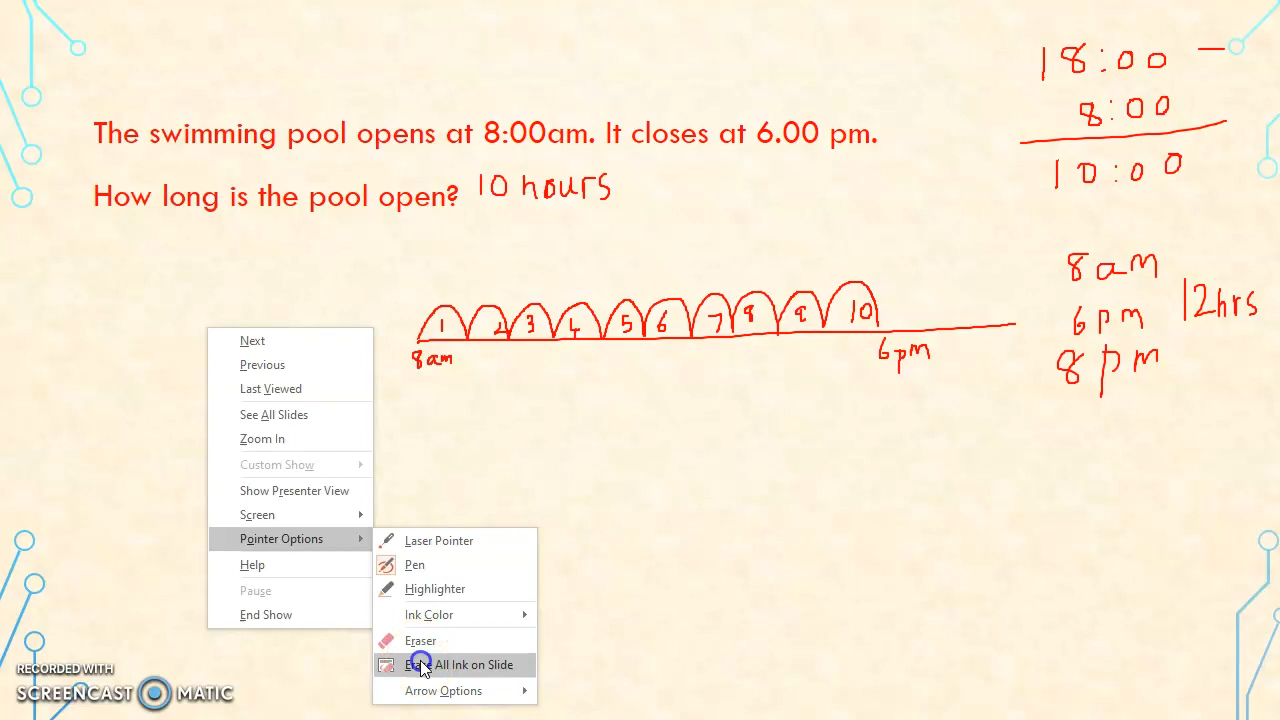 18:00 —
8:00
10:00
The swimming pool opens at 8:00am. It closes at 6.00 pm.
How long is the pool open? 10 hours
8am
6pm 12hrs
8pm
1 2 3 4 5 6 7 8 9 10
8am 6pm
Next
Previous
Last Viewed
See All Slides
Zoom In
Custom Show
Show Presenter View
Screen
Pointer Options
Help
Pause
End Show
Laser Pointer
Pen
Highlighter
Ink Color
Eraser
Erase All Ink on Slide
Arrow Options
RECORDED WITH
SCREENCAST MATIC